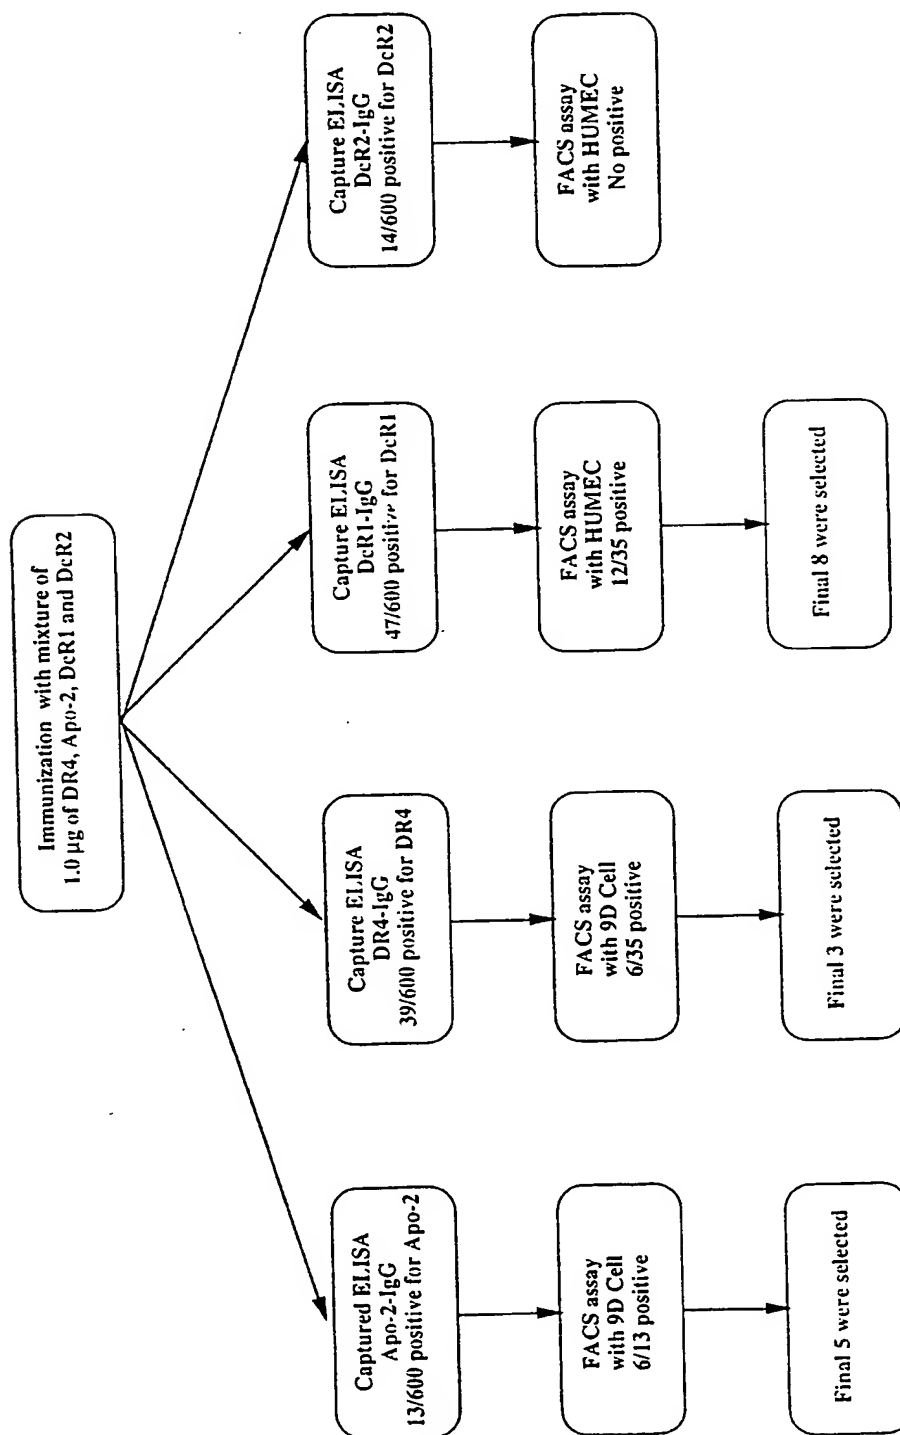 Immunization with mixture of
1.0 µg of DR4, Apo-2, DcR1 and DcR2
Captured ELISA
Apo-2-IgG
13/600 positive for Apo-2
FACS assay
with 9D Cell
6/13 positive
Final 5 were selected
Capture ELISA
DR4-IgG
39/600 positive for DR4
FACS assay
with 9D Cell
6/35 positive
Final 3 were selected
Capture ELISA
DcR1-IgG
47/600 positive for DcR1
FACS assay
with HUMEC
12/35 positive
Final 8 were selected
Capture ELISA
DcR2-IgG
14/600 positive for DcR2
FACS assay
with HUMEC
No positive